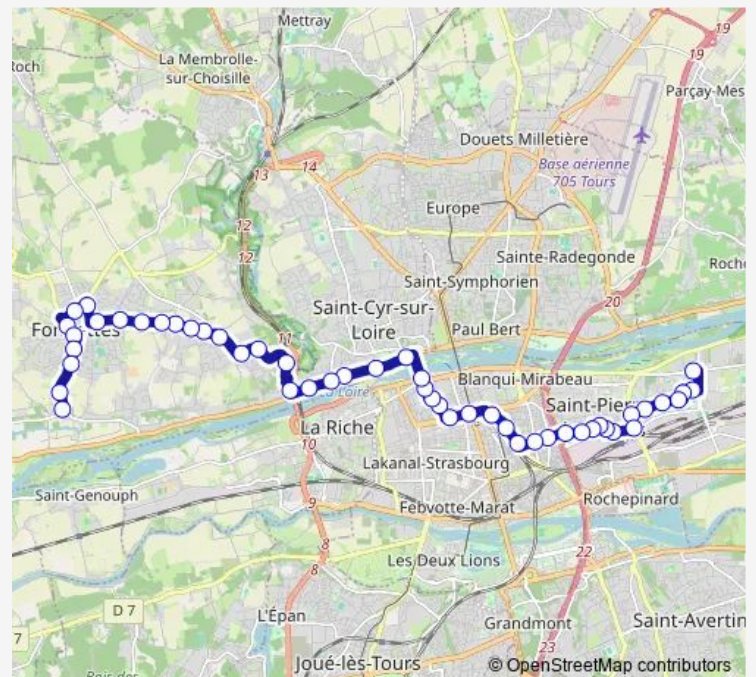 Mettray
La Membrolle-
sur-Choisille
19
19
Parçay-Mes
Douets Milletière
Base aérienne
705 Tours
13
14
Europe
12
12
Sainte-Radegonde
Roche
Saint-Symphorien
20
Saint-Cyr-sur-
Loire
Paul Bert
11
Blanqui-Mirabeau
La Riche
10
Lakanal-Strasbourg
Saint-Genouph
9
Febvotte-Marat
Rochepinard
8
8
22
Les Deux Lions
D 7
7
L'Épan
Grandmont
Saint-Avertin
23
Joué-lès-Tours
© OpenStreetMap contributors